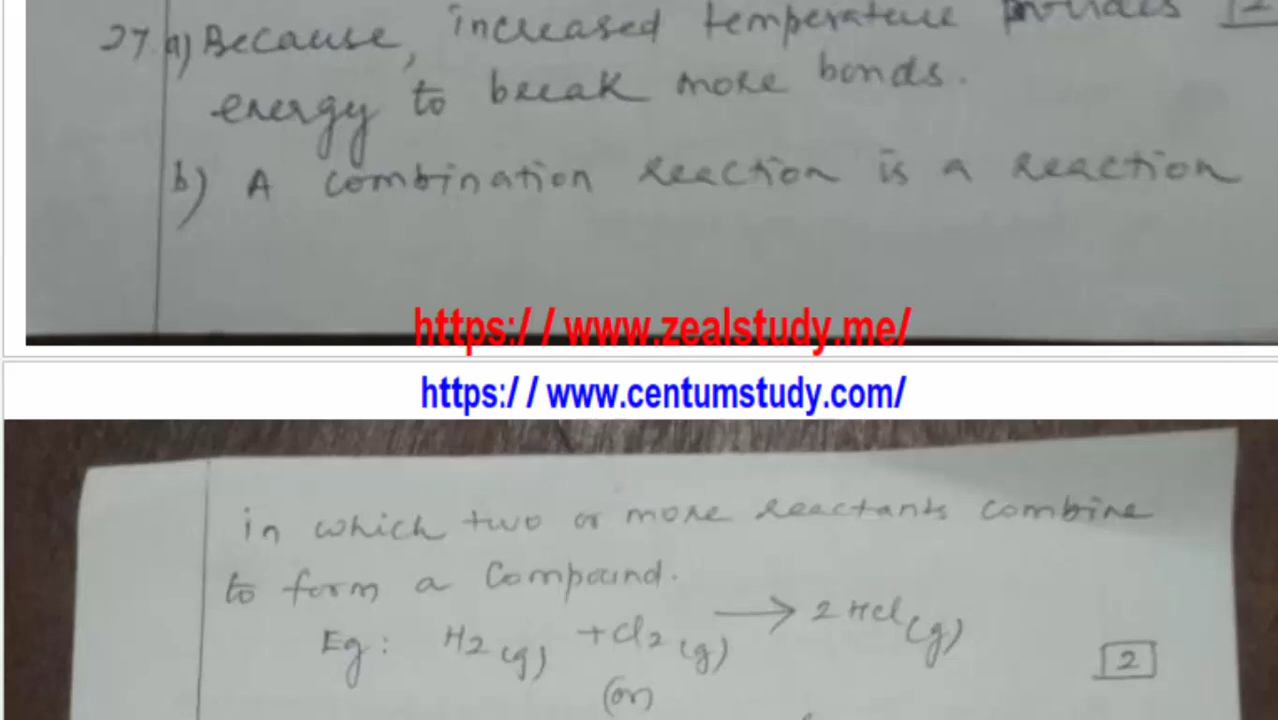 27. a) Because, increased temperature provides
energy to break more bonds.
b) A combination reaction is a reaction
https:/ / www.zealstudy.me/
https:/ / www.centumstudy.com/
in which two or more reactants combine
to form a compound.
Eg: H2 (g) + Cl2 (g) → 2 HCl (g)
2
(or)